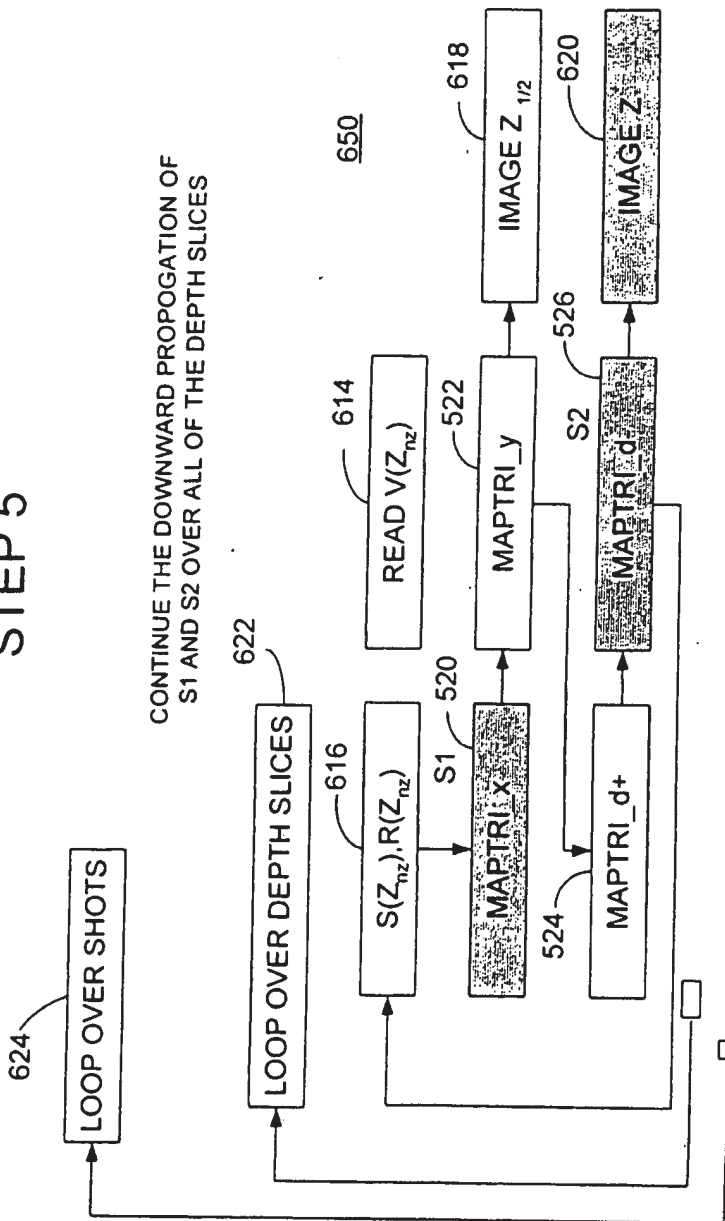 STEP 5
624
LOOP OVER SHOTS
CONTINUE THE DOWNWARD PROPOGATION OF
S1 AND S2 OVER ALL OF THE DEPTH SLICES
622
LOOP OVER DEPTH SLICES
650
616
S(Znz),R(Znz)
614
READ V(Znz)
S1
520
MAPTRI_x
522
MAPTRI_y
618
IMAGE Z 1/2
524
MAPTRI_d+
S2
526
MAPTRI_d-
620
IMAGE Z